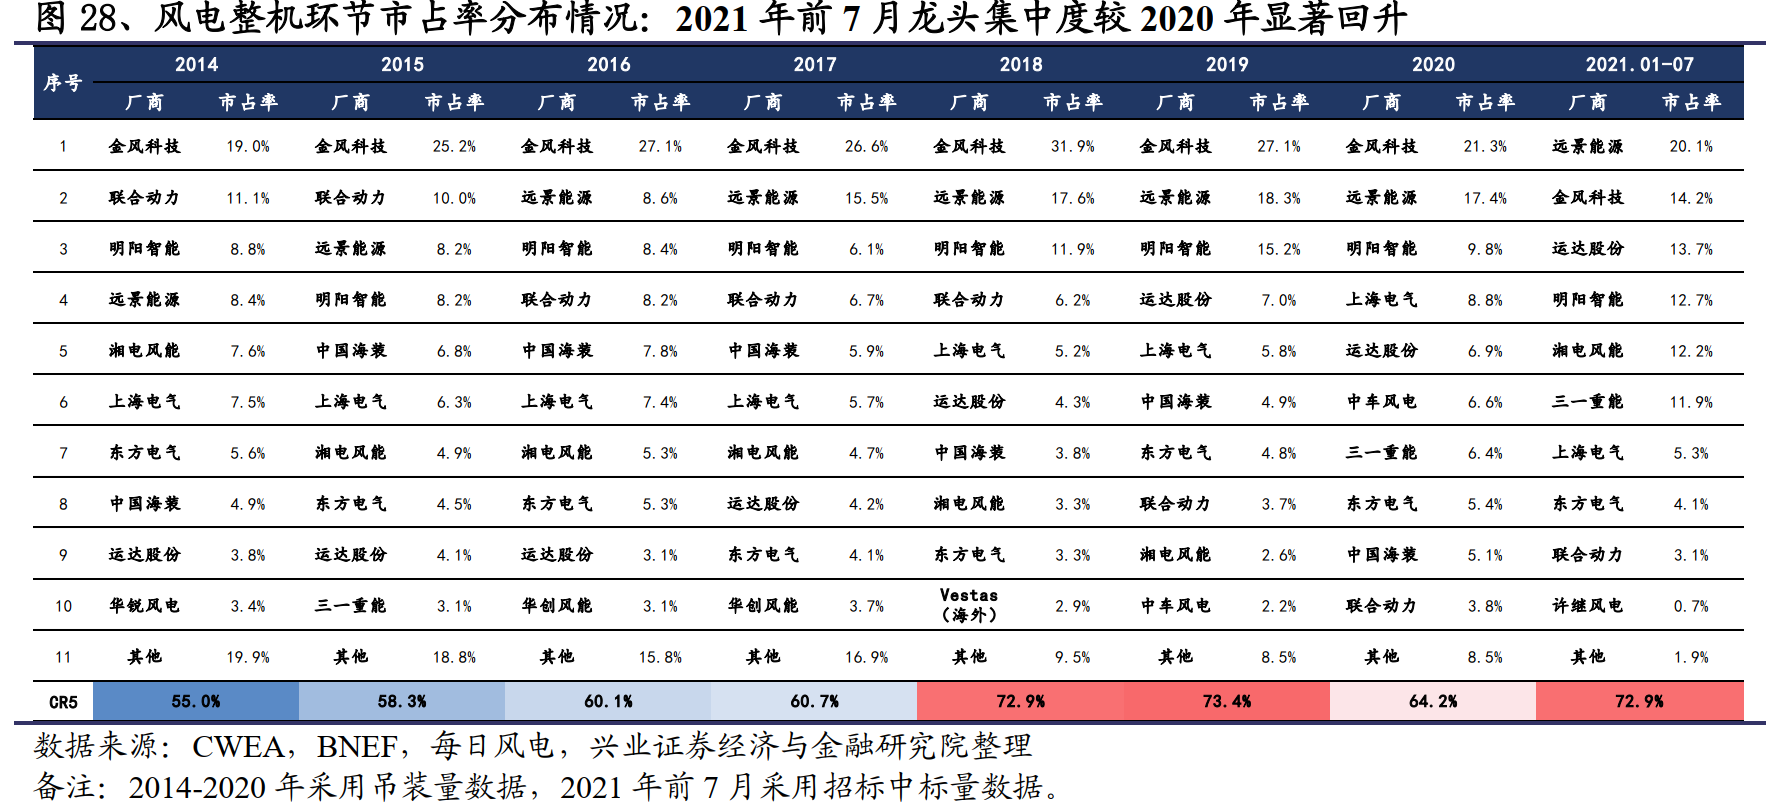 图 28、风电整机环节市占率分布情况：2021 年前 7 月龙头集中度较 2020 年显著回升
序号 2014 2015 2016 2017 2018 2019 2020 2021.01-07
厂商 市占率 厂商 市占率 厂商 市占率 厂商 市占率 厂商 市占率 厂商 市占率 厂商 市占率 厂商 市占率
1 金风科技 19.0% 金风科技 25.2% 金风科技 27.1% 金风科技 26.6% 金风科技 31.9% 金风科技 27.1% 金风科技 21.3% 远景能源 20.1%
2 联合动力 11.1% 联合动力 10.0% 远景能源 8.6% 远景能源 15.5% 远景能源 17.6% 远景能源 18.3% 远景能源 17.4% 金风科技 14.2%
3 明阳智能 8.8% 远景能源 8.2% 明阳智能 8.4% 明阳智能 6.1% 明阳智能 11.9% 明阳智能 15.2% 明阳智能 9.8% 运达股份 13.7%
4 远景能源 8.4% 明阳智能 8.2% 联合动力 8.2% 联合动力 6.7% 联合动力 6.2% 运达股份 7.0% 上海电气 8.8% 明阳智能 12.7%
5 湘电风能 7.6% 中国海装 6.8% 中国海装 7.8% 中国海装 5.9% 上海电气 5.2% 上海电气 5.8% 运达股份 6.9% 湘电风能 12.2%
6 上海电气 7.5% 上海电气 6.3% 上海电气 7.4% 上海电气 5.7% 运达股份 4.3% 中国海装 4.9% 中车风电 6.6% 三一重能 11.9%
7 东方电气 5.6% 湘电风能 4.9% 湘电风能 5.3% 湘电风能 4.7% 中国海装 3.8% 东方电气 4.8% 三一重能 6.4% 上海电气 5.3%
8 中国海装 4.9% 东方电气 4.5% 东方电气 5.3% 运达股份 4.2% 湘电风能 3.3% 联合动力 3.7% 东方电气 5.4% 东方电气 4.1%
9 运达股份 3.8% 运达股份 4.1% 运达股份 3.1% 东方电气 4.1% 东方电气 3.3% 湘电风能 2.6% 中国海装 5.1% 联合动力 3.1%
10 华锐风电 3.4% 三一重能 3.1% 华创风能 3.1% 华创风能 3.7% Vestas（海外） 2.9% 中车风电 2.2% 联合动力 3.8% 许继风电 0.7%
11 其他 19.9% 其他 18.8% 其他 15.8% 其他 16.9% 其他 9.5% 其他 8.5% 其他 8.5% 其他 1.9%
CR5 55.0% 58.3% 60.1% 60.7% 72.9% 73.4% 64.2% 72.9%
数据来源：CWEA，BNEF，每日风电，兴业证券经济与金融研究院整理
备注：2014-2020 年采用吊装量数据，2021 年前 7 月采用招标中标量数据。